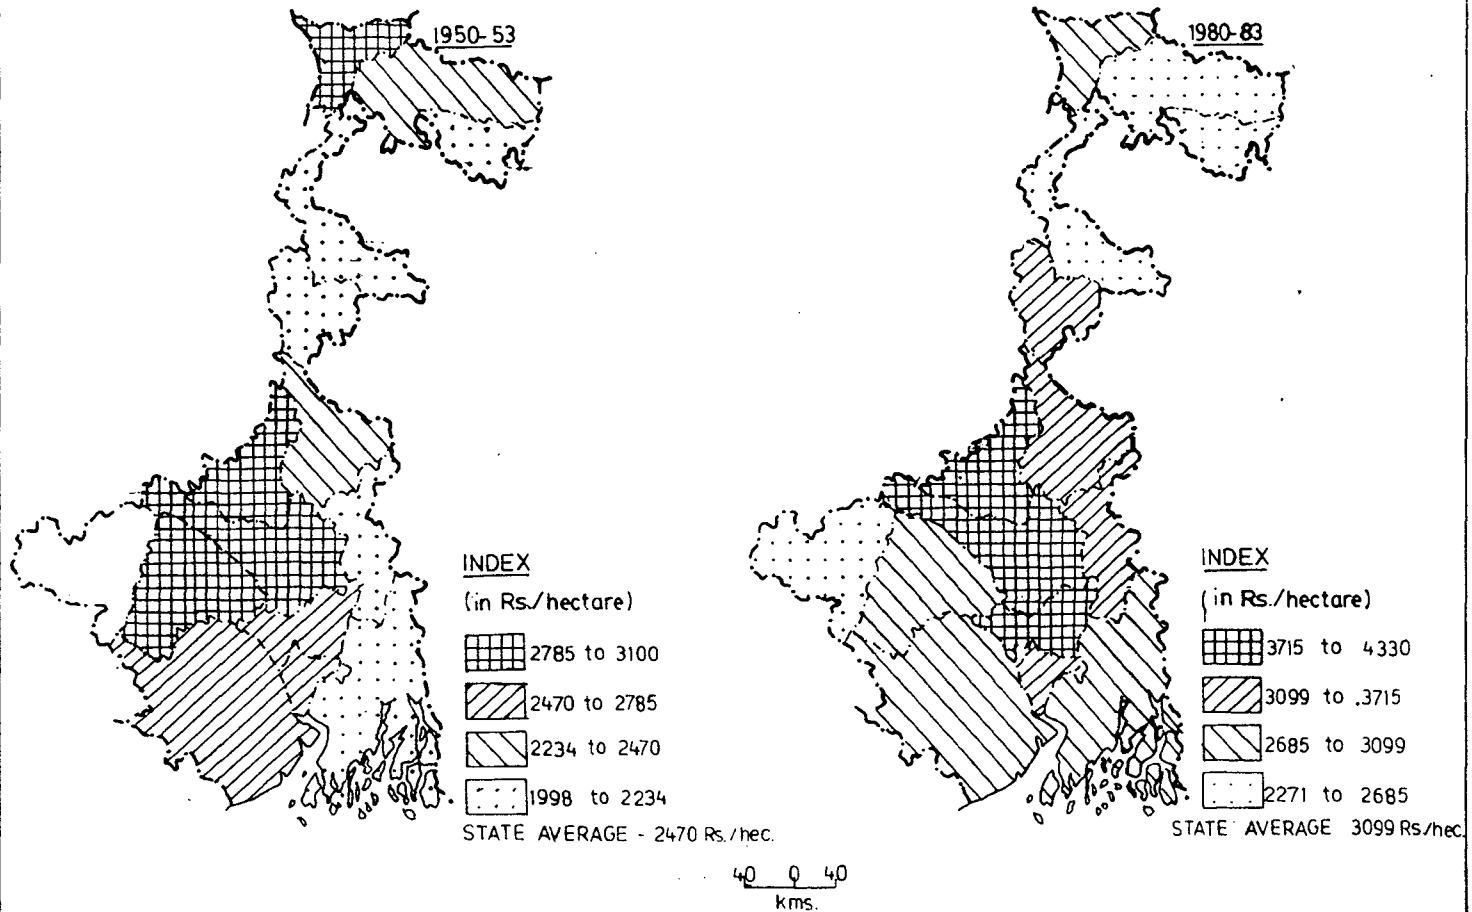 1950-53
1980-83
INDEX
(in Rs./hectare)
2785 to 3100
2470 to 2785
2234 to 2470
1998 to 2234
STATE AVERAGE - 2470 Rs./hec.
INDEX
(in Rs./hectare)
3715 to 4330
3099 to .3715
2685 to 3099
2271 to 2685
STATE AVERAGE 3099 Rs/hec.
40 0 40
kms.